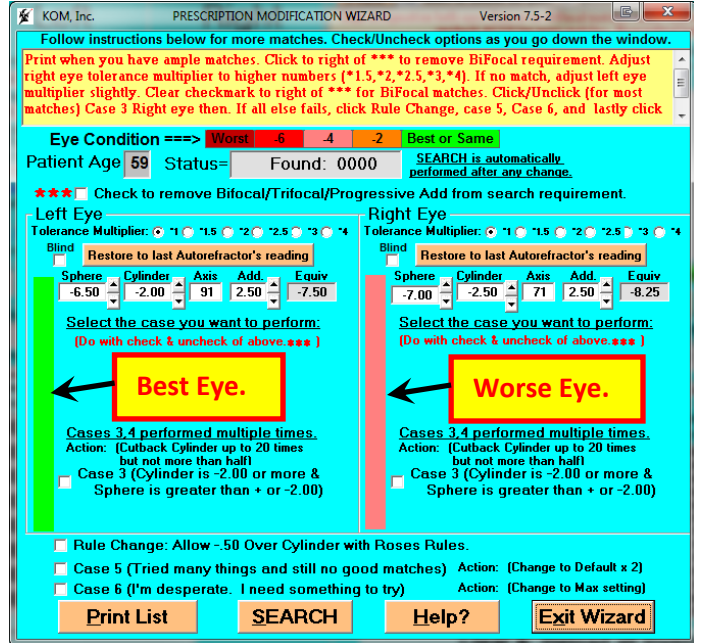 KOM, Inc. PRESCRIPTION MODIFICATION WIZARD Version 7.5-2
Follow instructions below for more matches. Check/Uncheck options as you go down the window.
Print when you have ample matches. Click to right of *** to remove BiFocal requirement. Adjust
right eye tolerance multiplier to higher numbers (*1.5,*2,*2.5,*3,*4). If no match, adjust left eye
multiplier slightly. Clear checkmark to right of *** for BiFocal matches. Click/Unclick (for most
matches) Case 3 Right eye then. If all else fails, click Rule Change, case 5, Case 6, and lastly click
Eye Condition ===> Worst -6 -4 -2 Best or Same
Patient Age 59 Status= Found: 0000 SEARCH is automatically
performed after any change.
*** Check to remove Bifocal/Trifocal/Progressive Add from search requirement.
Left Eye Right Eye
Tolerance Multiplier: *1 *1.5 *2 *2.5 *3 *4 Tolerance Multiplier: *1 *1.5 *2 *2.5 *3 *4
Blind Restore to last Autorefractor's reading Blind Restore to last Autorefractor's reading
Sphere Cylinder Axis Add. Equiv Sphere Cylinder Axis Add. Equiv
-6.50 -2.00 91 2.50 -7.50 -7.00 -2.50 71 2.50 -8.25
Select the case you want to perform: Select the case you want to perform:
(Do with check & uncheck of above.*** ) (Do with check & uncheck of above.*** )
Best Eye. Worse Eye.
Cases 3,4 performed multiple times. Cases 3,4 performed multiple times.
Action: (Cutback Cylinder up to 20 times Action: (Cutback Cylinder up to 20 times
but not more than half) but not more than half)
Case 3 (Cylinder is -2.00 or more & Case 3 (Cylinder is -2.00 or more &
Sphere is greater than + or -2.00) Sphere is greater than + or -2.00)
Rule Change: Allow -.50 Over Cylinder with Roses Rules.
Case 5 (Tried many things and still no good matches) Action: (Change to Default x 2)
Case 6 (I'm desperate. I need something to try) Action: (Change to Max setting)
Print List SEARCH Help? Exit Wizard